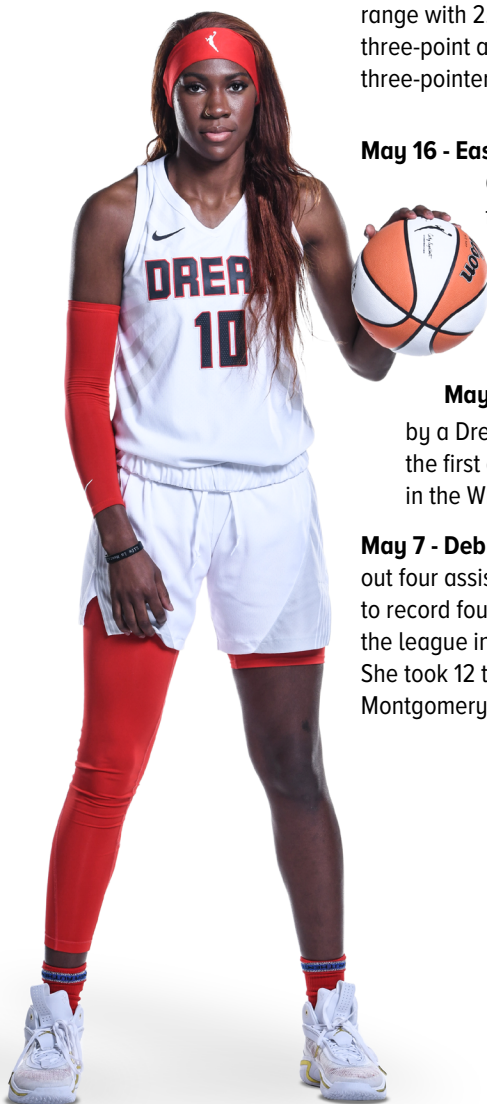 range with 2
three-point a
three-pointer
May 16 - Eas
May
by a Dre
the first
in the W
May 7 - Debu
out four assis
to record fou
the league in
She took 12 t
Montgomery
DREA
10